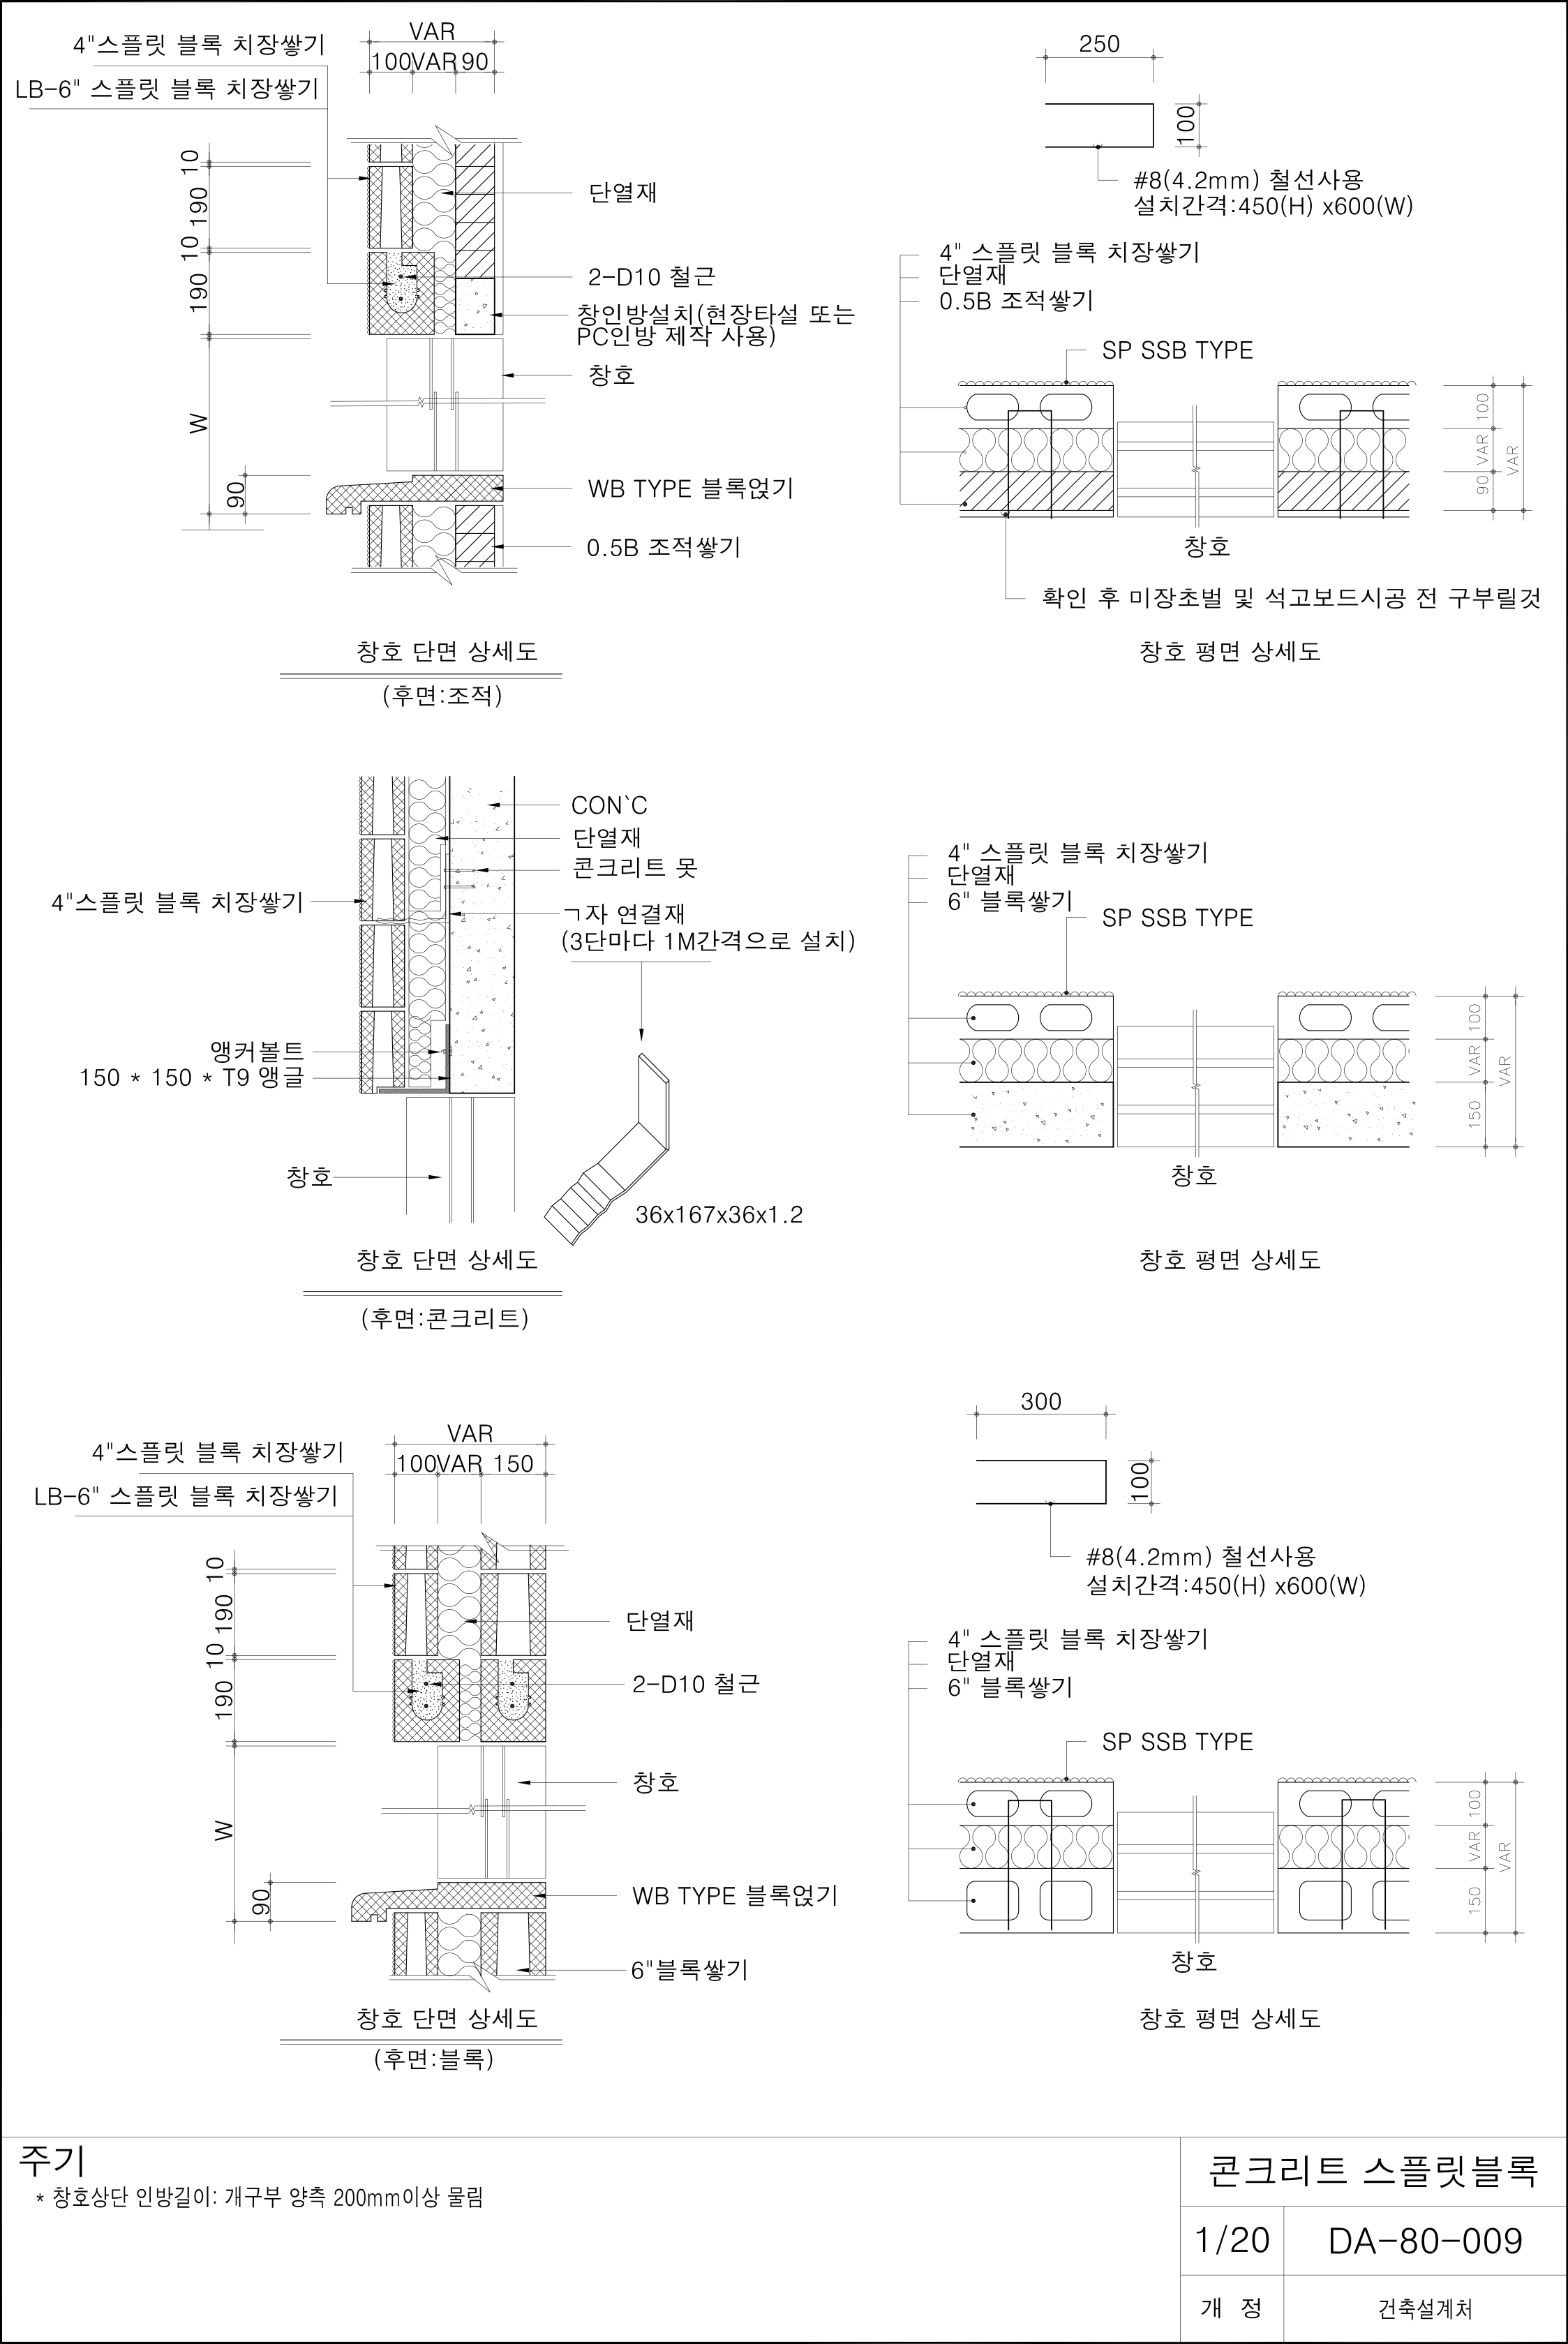 VAR
100 VAR 90
4"스플릿 블록 치장쌓기
LB-6" 스플릿 블록 치장쌓기
10
190
10
190
W
90
단열재
2-D10 철근
창인방설치(현장타설 또는
PC인방 제작 사용)
창호
WB TYPE 블록얹기
0.5B 조적쌓기
창호 단면 상세도
(후면:조적)
250
100
#8(4.2mm) 철선사용
설치간격:450(H) x600(W)
4" 스플릿 블록 치장쌓기
단열재
0.5B 조적쌓기
SP SSB TYPE
100
VAR
90
VAR
창호
확인 후 미장초벌 및 석고보드시공 전 구부릴것
창호 평면 상세도
CON`C
단열재
콘크리트 못
4"스플릿 블록 치장쌓기
ㄱ자 연결재
(3단마다 1M간격으로 설치)
앵커볼트
150 * 150 * T9 앵글
창호
36x167x36x1.2
창호 단면 상세도
(후면:콘크리트)
4" 스플릿 블록 치장쌓기
단열재
6" 블록쌓기
SP SSB TYPE
100
VAR
150
VAR
창호
창호 평면 상세도
VAR
100 VAR 150
4"스플릿 블록 치장쌓기
LB-6" 스플릿 블록 치장쌓기
10
190
10
190
W
90
단열재
2-D10 철근
창호
WB TYPE 블록얹기
6"블록쌓기
창호 단면 상세도
(후면:블록)
300
100
#8(4.2mm) 철선사용
설치간격:450(H) x600(W)
4" 스플릿 블록 치장쌓기
단열재
6" 블록쌓기
SP SSB TYPE
100
VAR
150
VAR
창호
창호 평면 상세도
주기
* 창호상단 인방길이: 개구부 양측 200mm이상 물림
콘크리트 스플릿블록
1/20 DA-80-009
개 정 건축설계처